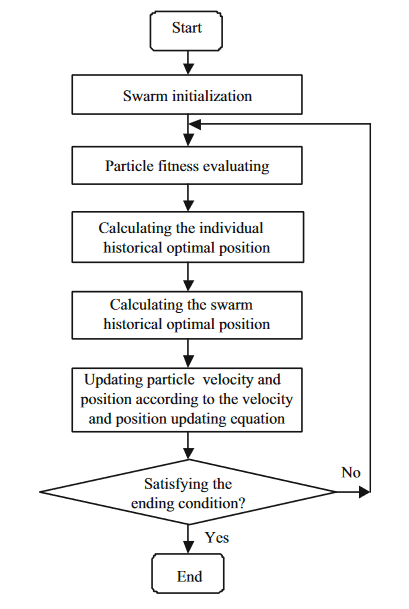 Start
Swarm initialization
Particle fitness evaluating
Calculating the individual
historical optimal position
Calculating the swarm
historical optimal position
Updating particle velocity and
position according to the velocity
and position updating equation
Satisfying the
ending condition?
No
Yes
End